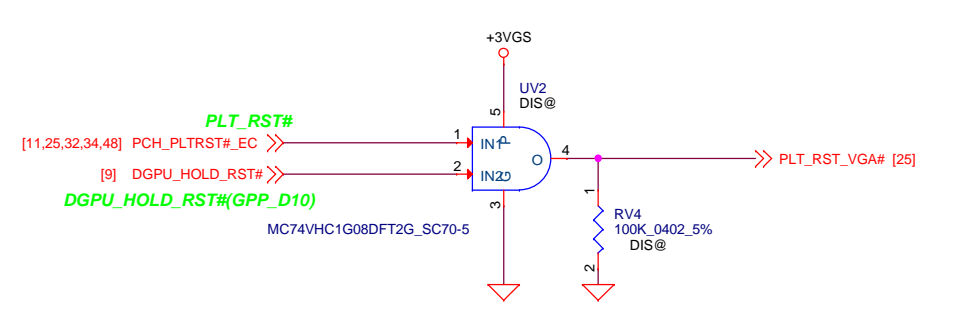 +3VGS
UV2
DIS@
5
PLT_RST#
[11,25,32,34,48] PCH_PLTRST#_EC
1
IN1
P
O
4
PLT_RST_VGA# [25]
[9] DGPU_HOLD_RST#
2
IN2
G
DGPU_HOLD_RST#(GPP_D10)
3
MC74VHC1G08DFT2G_SC70-5
1
RV4
100K_0402_5%
DIS@
2